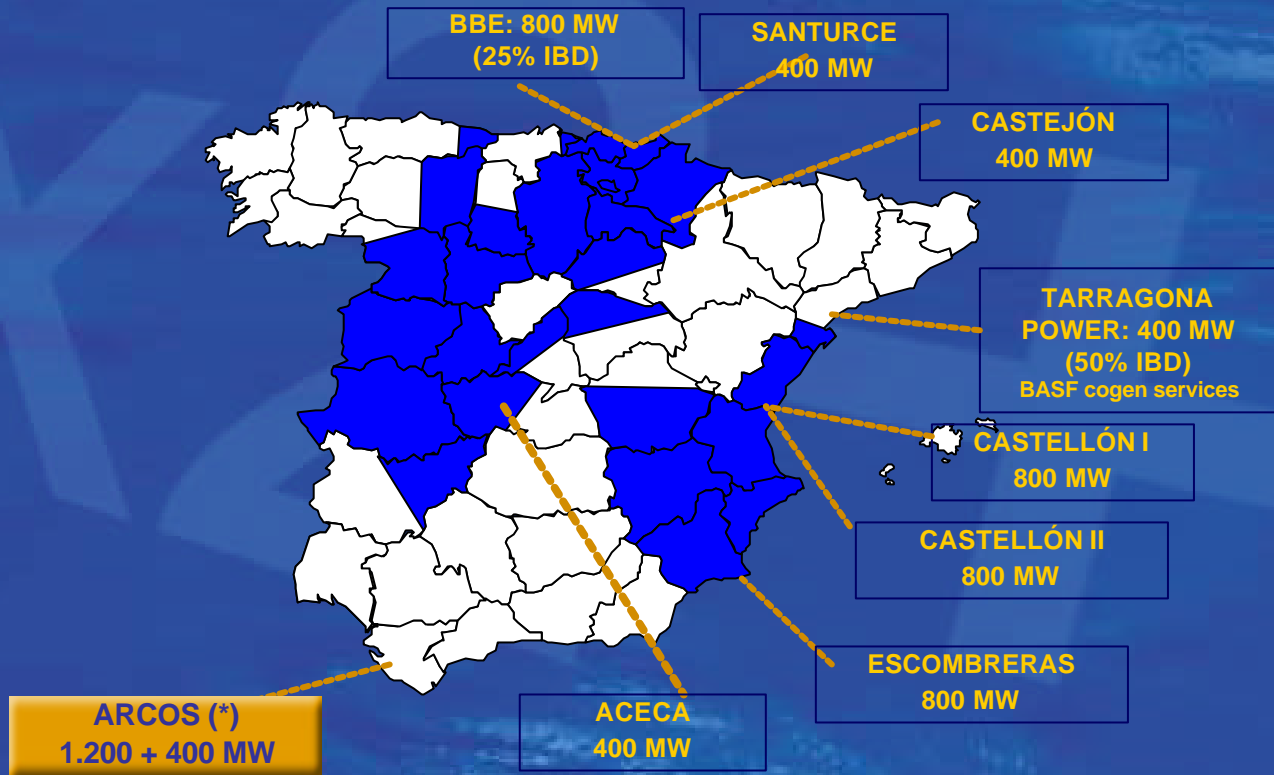 BBE: 800 MW
(25% IBD)
SANTURCE
400 MW
CASTEJÓN
400 MW
TARRAGONA
POWER: 400 MW
(50% IBD)
BASF cogen services
CASTELLÓN I
800 MW
CASTELLÓN II
800 MW
ESCOMBRERAS
800 MW
ACECA
400 MW
ARCOS (*)
1.200 + 400 MW